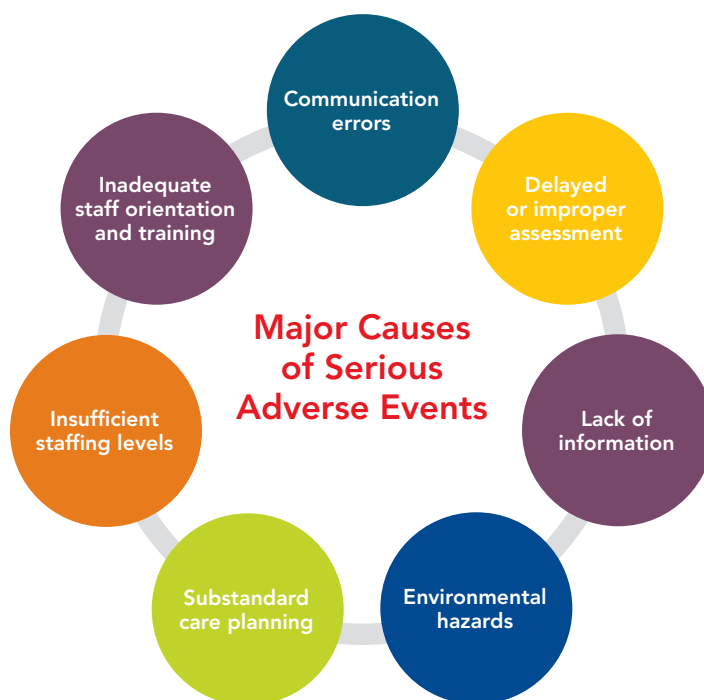 Major Causes
of Serious
Adverse Events
Communication
errors
Delayed
or improper
assessment
Lack of
information
Environmental
hazards
Substandard
care planning
Insufficient
staffing levels
Inadequate
staff orientation
and training